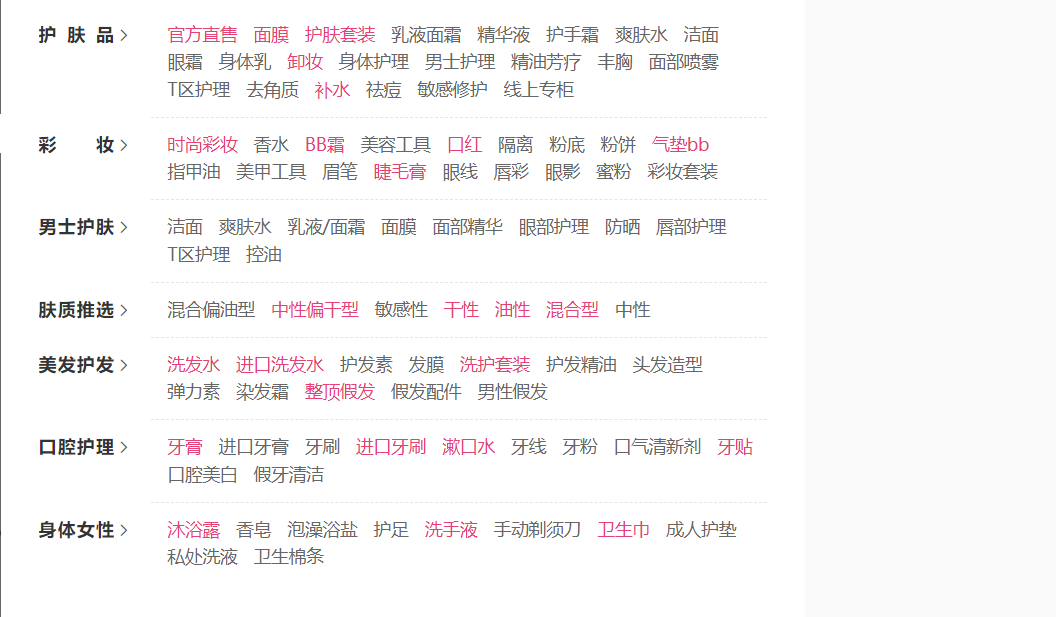 护 肤 品 > 官方直售 面膜 护肤套装 乳液面霜 精华液 护手霜 爽肤水 洁面
眼霜 身体乳 卸妆 身体护理 男士护理 精油芳疗 丰胸 面部喷雾
T区护理 去角质 补水 祛痘 敏感修护 线上专柜
彩 妆 > 时尚彩妆 香水 BB霜 美容工具 口红 隔离 粉底 粉饼 气垫bb
指甲油 美甲工具 眉笔 睫毛膏 眼线 唇彩 眼影 蜜粉 彩妆套装
男士护肤 > 洁面 爽肤水 乳液/面霜 面膜 面部精华 眼部护理 防晒 唇部护理
T区护理 控油
肤质推选 > 混合偏油型 中性偏干型 敏感性 干性 油性 混合型 中性
美发护发 > 洗发水 进口洗发水 护发素 发膜 洗护套装 护发精油 头发造型
弹力素 染发霜 整顶假发 假发配件 男性假发
口腔护理 > 牙膏 进口牙膏 牙刷 进口牙刷 漱口水 牙线 牙粉 口气清新剂 牙贴
口腔美白 假牙清洁
身体女性 > 沐浴露 香皂 泡澡浴盐 护足 洗手液 手动剃须刀 卫生巾 成人护垫
私处洗液 卫生棉条